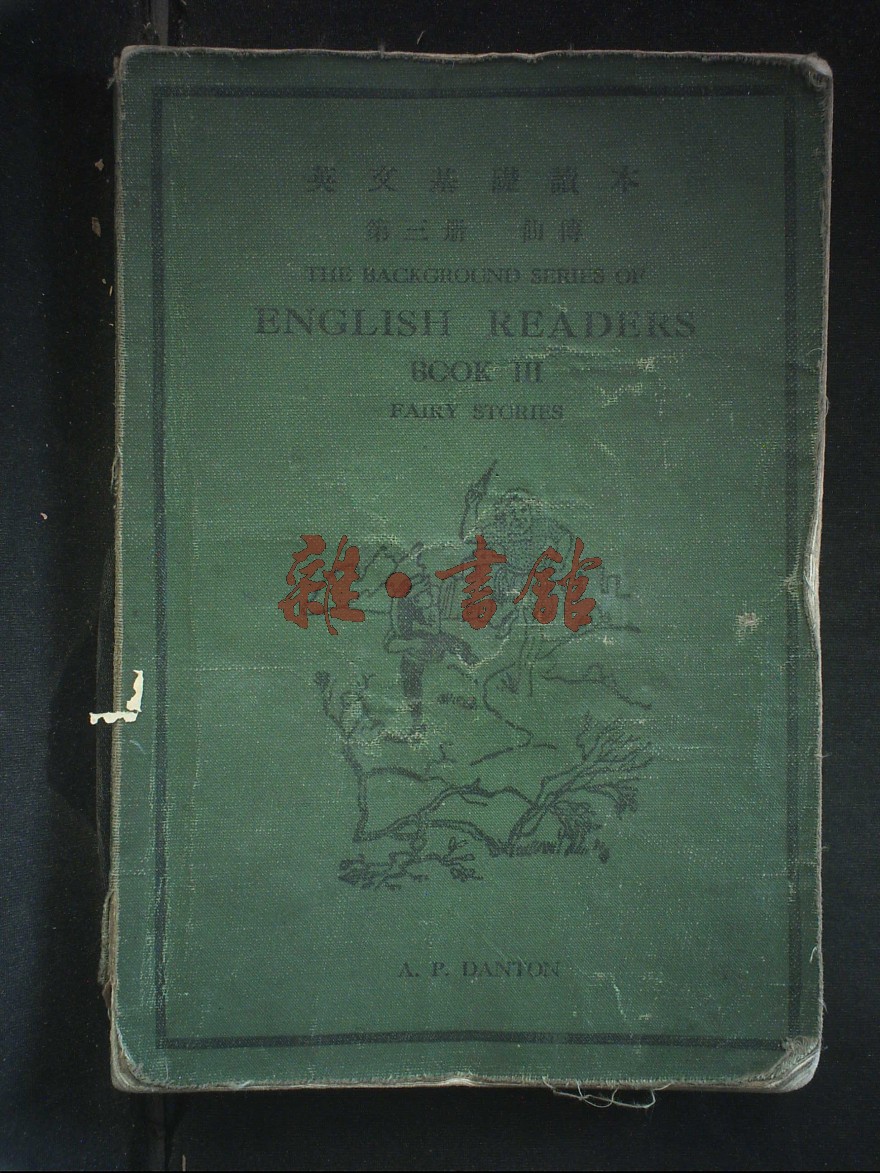 英文基礎讀本
第三册 仙傳
THE BACKGROUND SERIES OF
ENGLISH READERS
BOOK III
FAIRY STORIES
雜·書館
A. P. DANTON